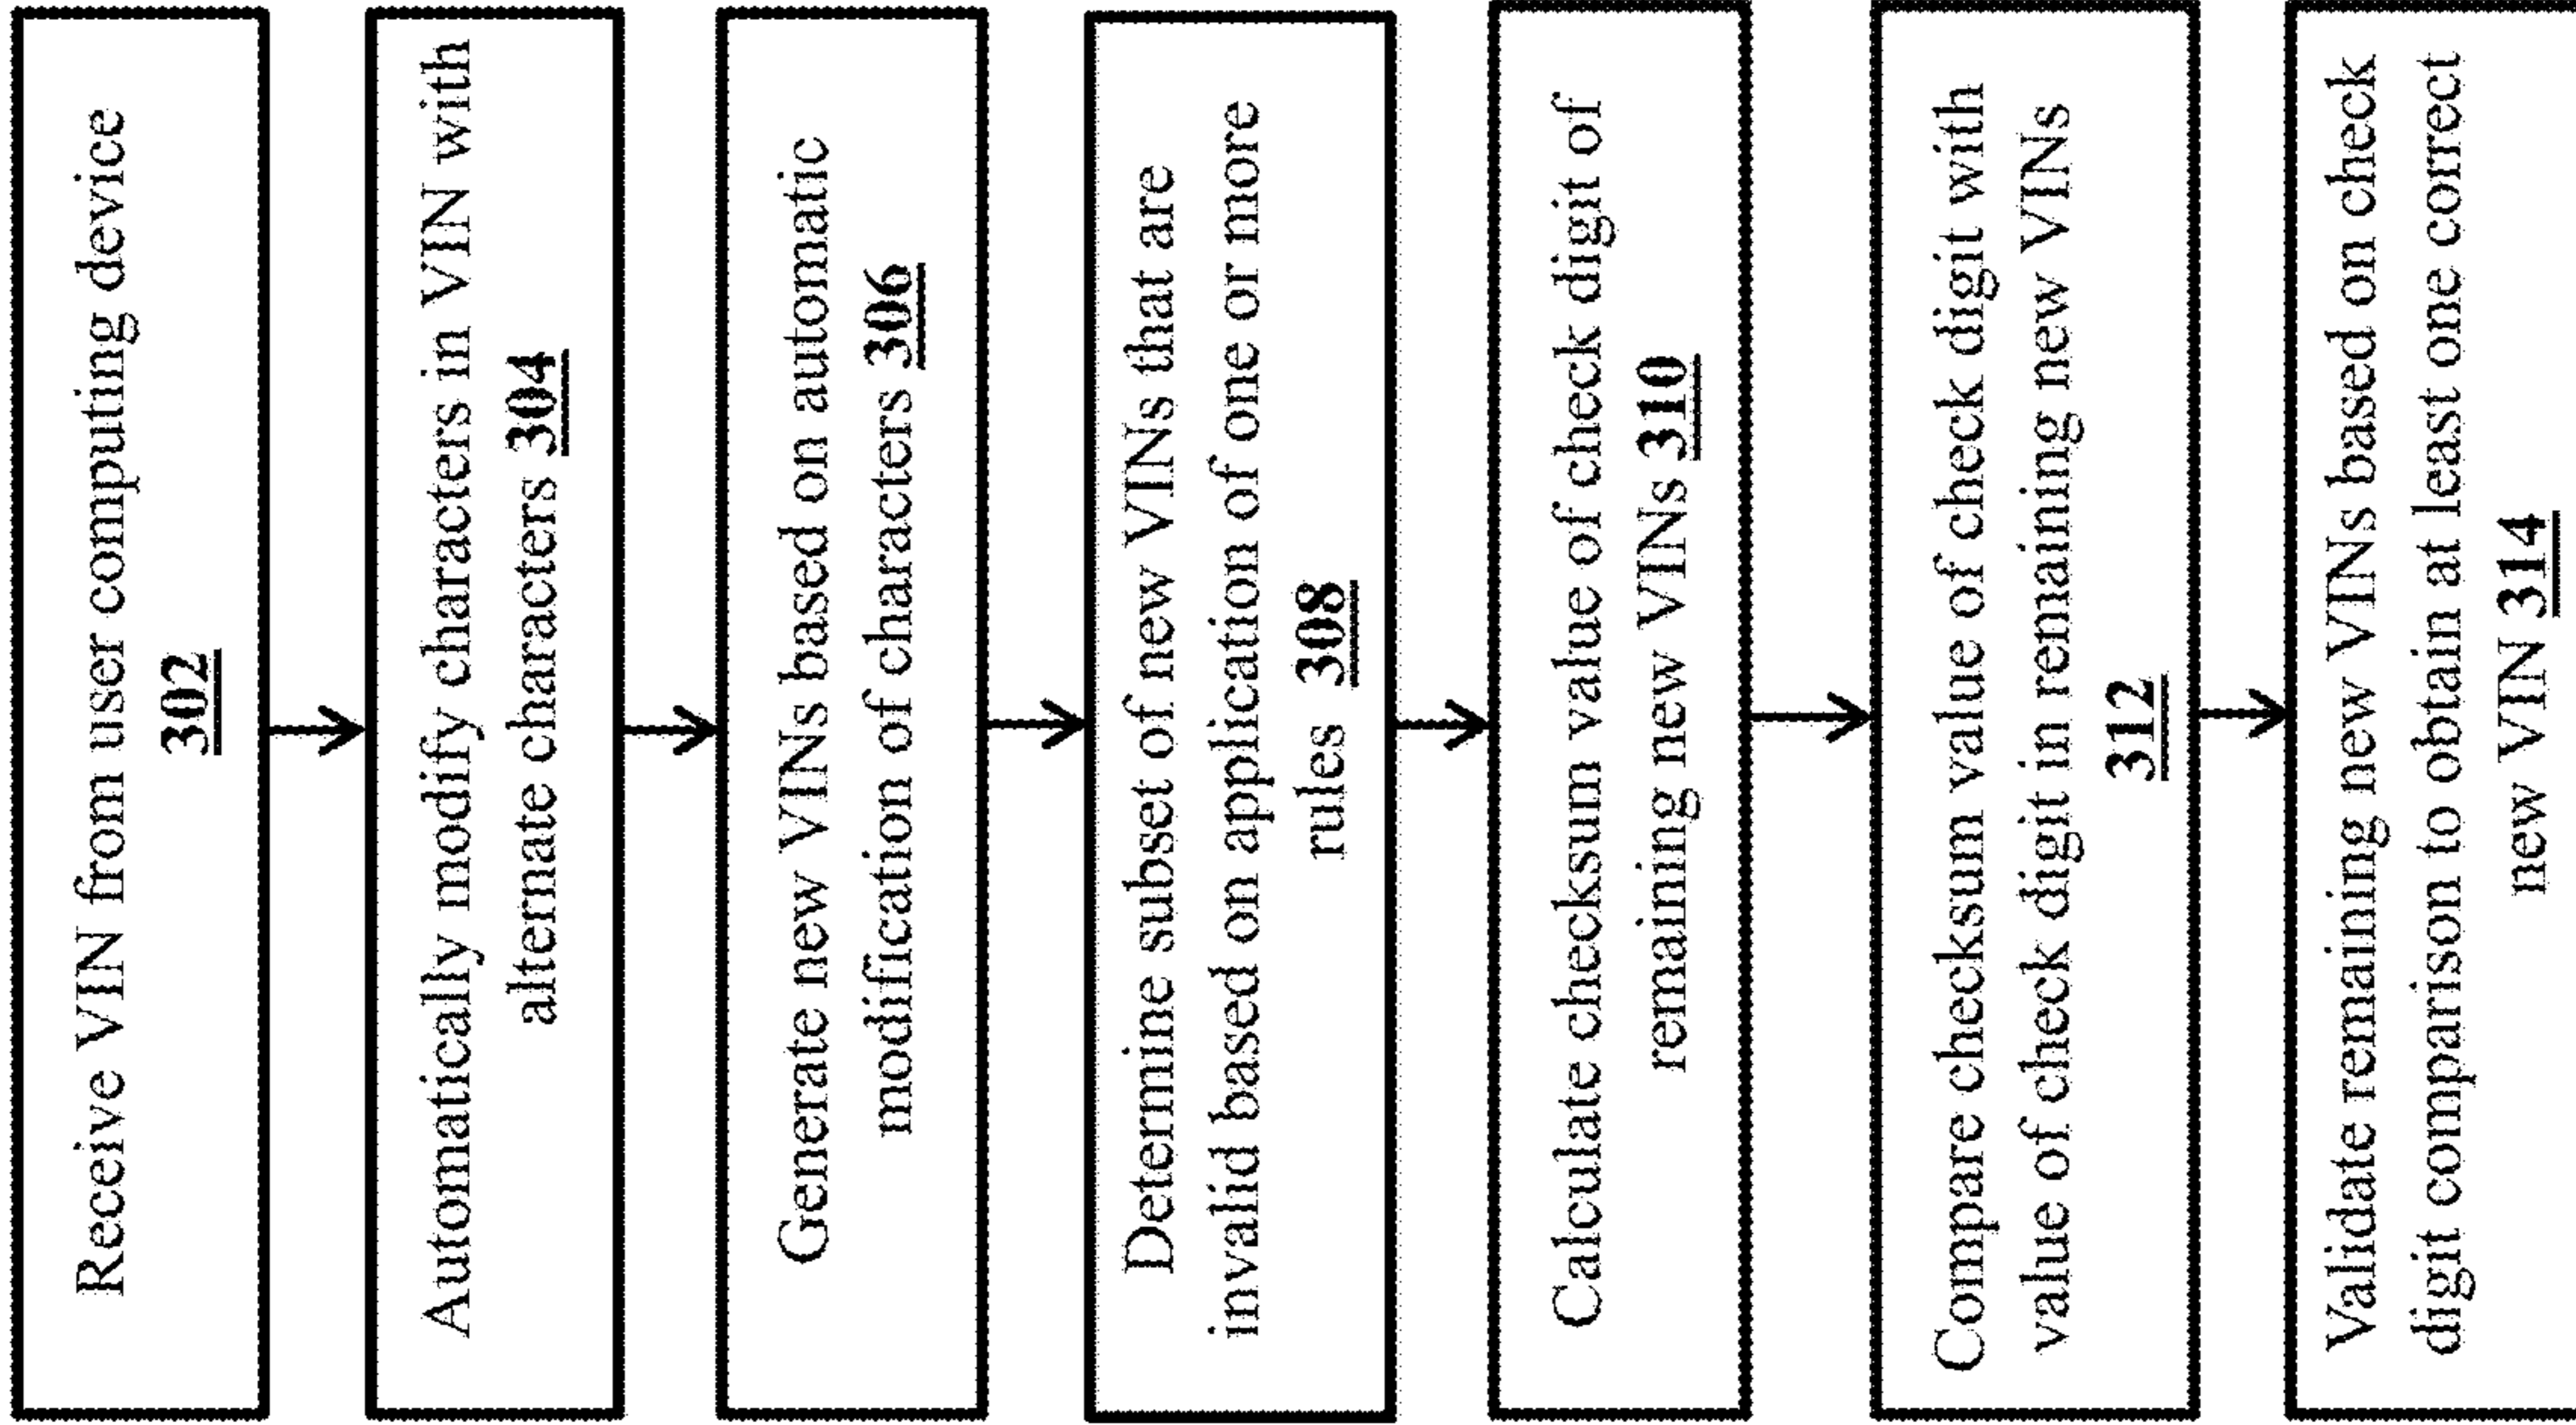 Receive VIN from user computing device
302
Automatically modify characters in VIN with
alternate characters 304
Generate new VINs based on automatic
modification of characters 306
Determine subset of new VINs that are
invalid based on application of one or more
rules 308
Calculate checksum value of check digit of
remaining new VINs 310
Compare checksum value of check digit with
value of check digit in remaining new VINs
312
Validate remaining new VINs based on check
digit comparison to obtain at least one correct
new VIN 314